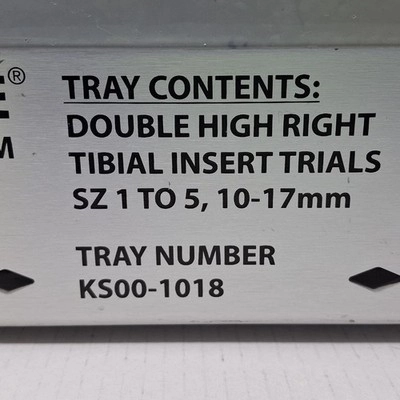 E®
M
TRAY CONTENTS:
DOUBLE HIGH RIGHT
TIBIAL INSERT TRIALS
SZ 1 TO 5, 10-17mm
TRAY NUMBER
KS00-1018